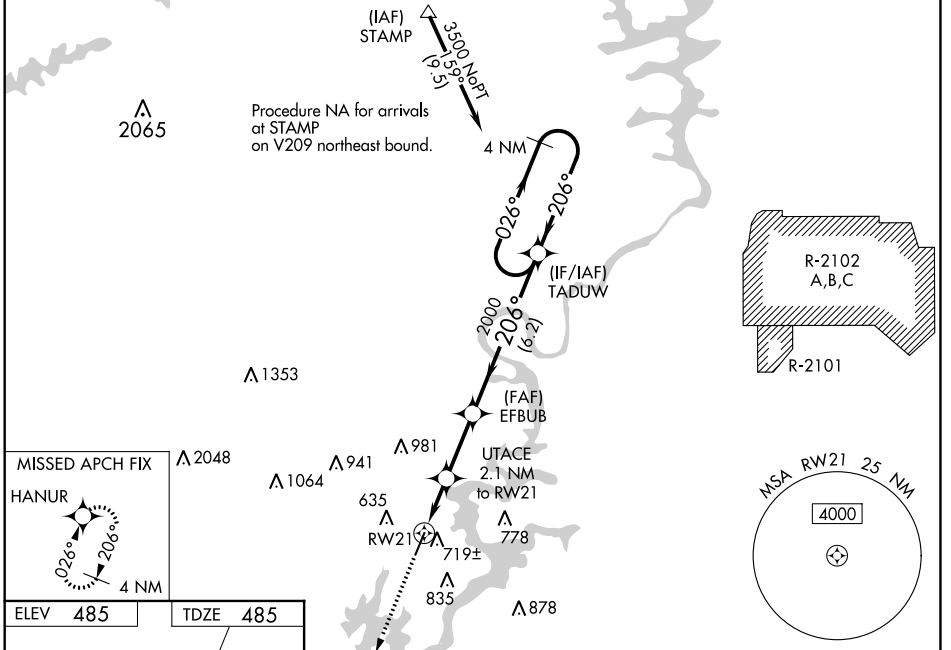 (IAF)
STAMP
3500 NoPT
159°
(9.5)
2065
Procedure NA for arrivals
at STAMP
on V209 northeast bound.
4 NM
026°
206°
(IF/IAF)
TADUW
2000
206°
(6.2)
R-2102
A,B,C
R-2101
1353
(FAF)
EFBUB
981
941
2048
1064
UTACE
2.1 NM
to RW21
635
RW21
719±
778
835
878
MISSED APCH FIX
HANUR
026°
206°
4 NM
MSA RW21 25 NM
4000
ELEV 485
TDZE 485